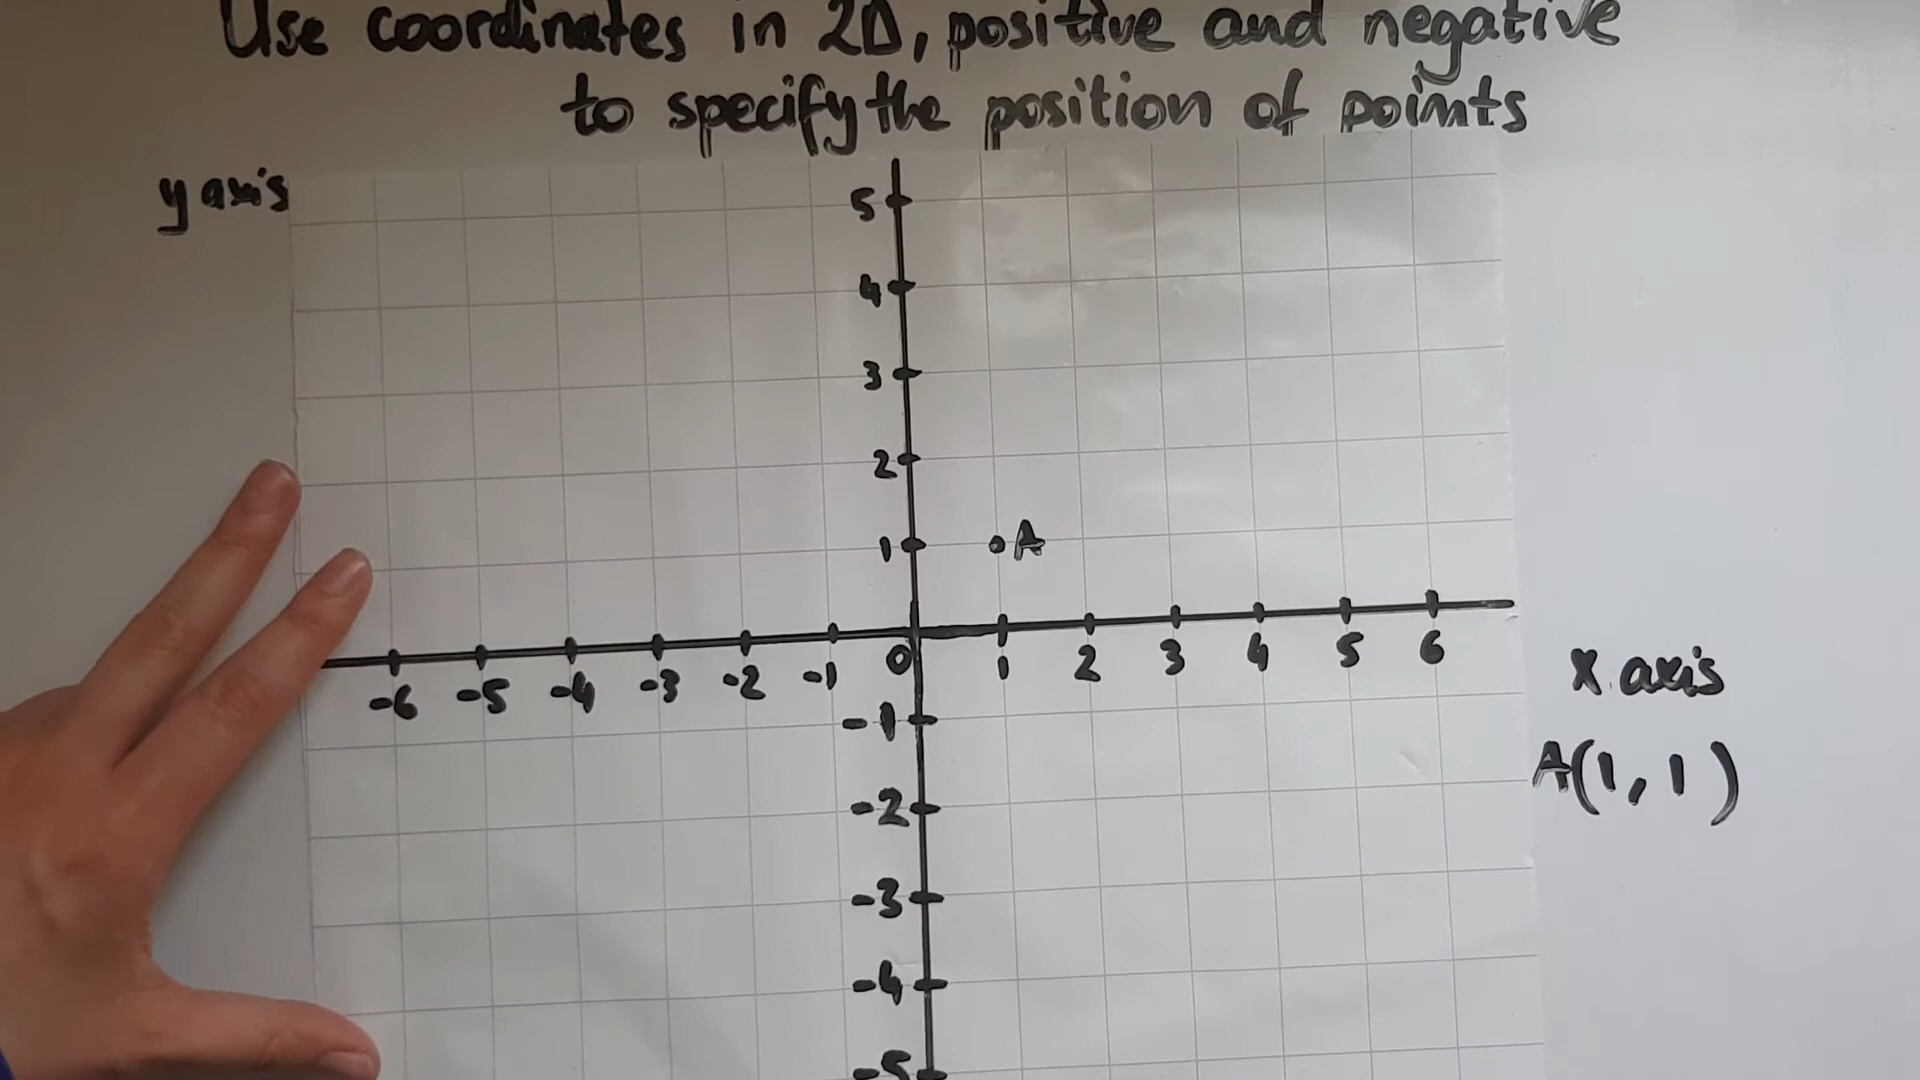 Use coordinates in 2D, positive and negative
to specify the position of points
y axis
5
4
3
2
1
A
-6 -5 -4 -3 -2 -1 0 1 2 3 4 5 6
x axis
-1
A(1, 1)
-2
-3
-4
-5